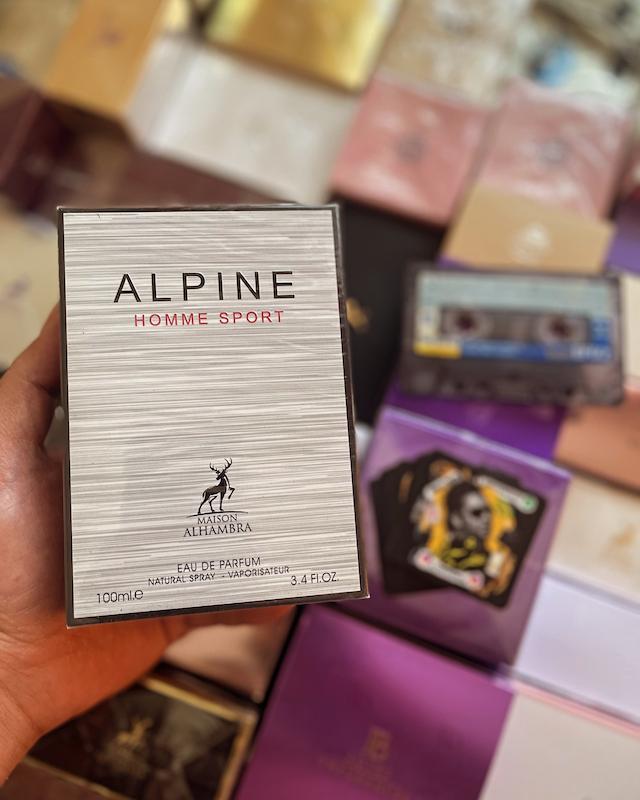 ALPINE
HOMME SPORT
MAISON
ALHAMBRA
EAU DE PARFUM
NATURAL SPRAY - VAPORISATEUR
100ml.e 3.4 Fl.OZ.